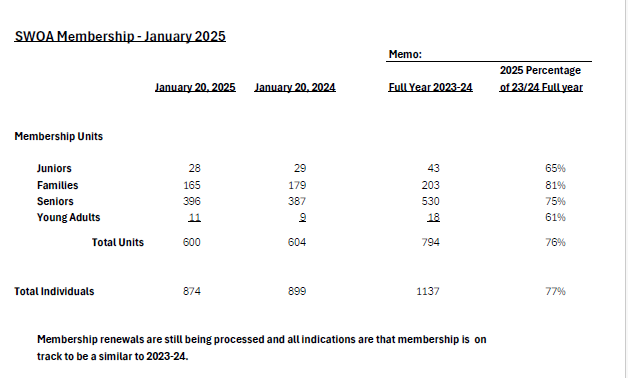 SWOA Membership - January 2025
Memo:
2025 Percentage
January 20, 2025 January 20, 2024 Full Year 2023-24 of 23/24 Full year
Membership Units
Juniors 28 29 43 65%
Families 165 179 203 81%
Seniors 396 387 530 75%
Young Adults 11 9 18 61%
Total Units 600 604 794 76%
Total Individuals 874 899 1137 77%
Membership renewals are still being processed and all indications are that membership is on
track to be a similar to 2023-24.